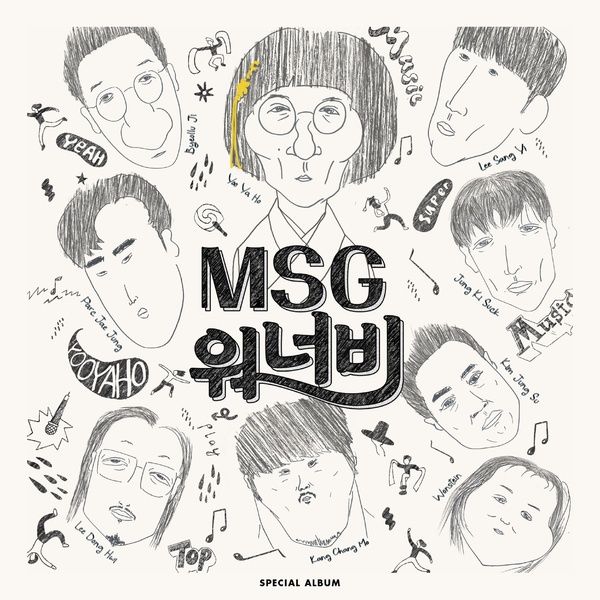 Music
Byeollu Ji
YEAH
Yoo Ya Ho
Lee Sang Yi
SUPER
Jung Ki Suck
Parc Jae Jung
MSG
워너비
Music
YOOYAHO
Kim Jung Su
Wonstein
Lee Dong Hui
TOP
Kang Chang Mo
SPECIAL ALBUM